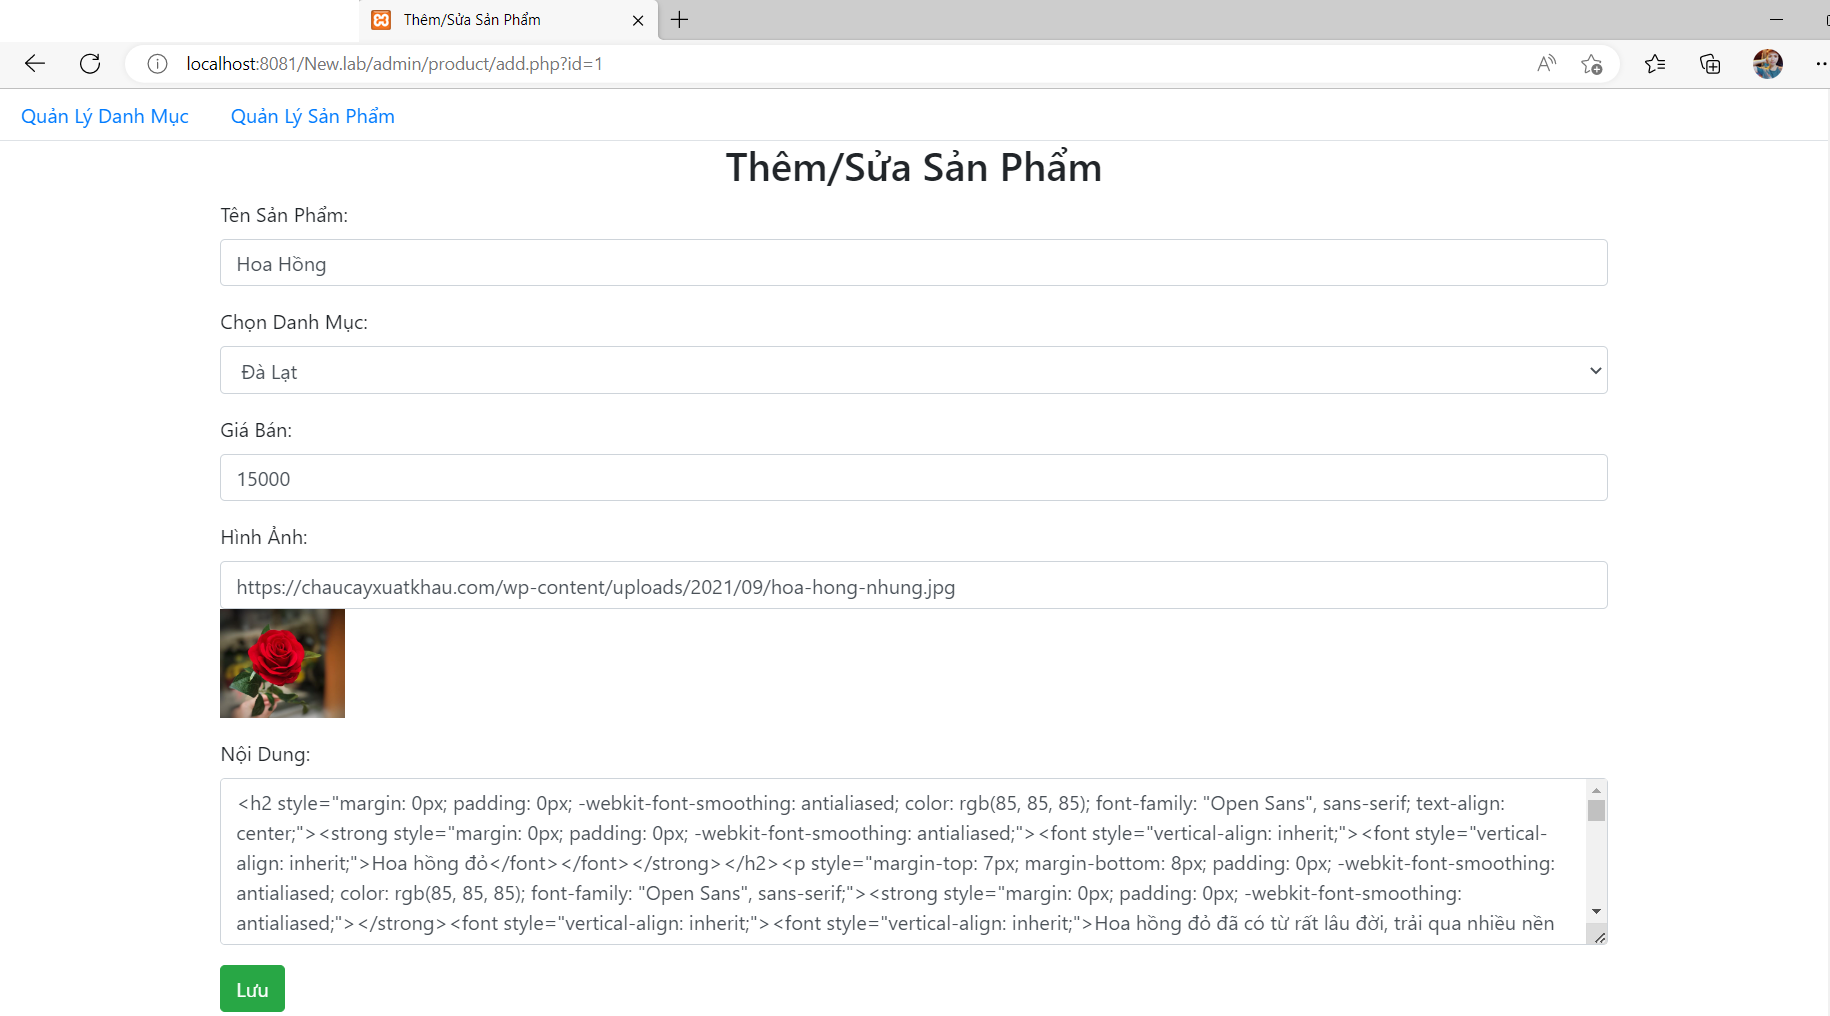 Thêm/Sửa Sản Phẩm
localhost:8081/New.lab/admin/product/add.php?id=1
Quản Lý Danh Mục Quản Lý Sản Phẩm
Thêm/Sửa Sản Phẩm
Tên Sản Phẩm:
Hoa Hồng
Chọn Danh Mục:
Đà Lạt
Giá Bán:
15000
Hình Ảnh:
https://chaucayxuatkhau.com/wp-content/uploads/2021/09/hoa-hong-nhung.jpg
Nội Dung:
<h2 style="margin: 0px; padding: 0px; -webkit-font-smoothing: antialiased; color: rgb(85, 85, 85); font-family: "Open Sans", sans-serif; text-align:
center;"><strong style="margin: 0px; padding: 0px; -webkit-font-smoothing: antialiased;"><font style="vertical-align: inherit;"><font style="vertical-
align: inherit;">Hoa hồng đỏ</font></font></strong></h2><p style="margin-top: 7px; margin-bottom: 8px; padding: 0px; -webkit-font-smoothing:
antialiased; color: rgb(85, 85, 85); font-family: "Open Sans", sans-serif;"><strong style="margin: 0px; padding: 0px; -webkit-font-smoothing:
antialiased;"></strong><font style="vertical-align: inherit;"><font style="vertical-align: inherit;">Hoa hồng đỏ đã có từ rất lâu đời, trải qua nhiều nền
Lưu